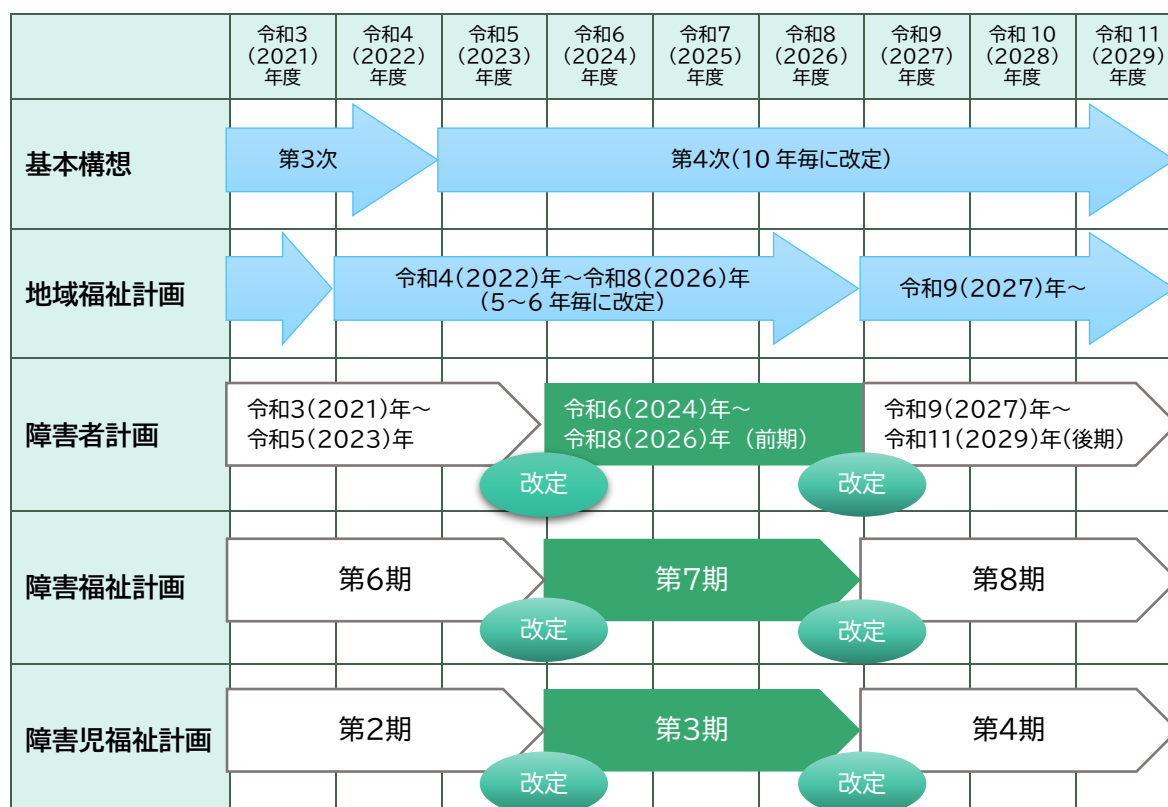 令和3
(2021)
年度
令和4
(2022)
年度
令和5
(2023)
年度
令和6
(2024)
年度
令和7
(2025)
年度
令和8
(2026)
年度
令和9
(2027)
年度
令和10
(2028)
年度
令和11
(2029)
年度
基本構想
第3次
第4次(10年毎に改定)
地域福祉計画
令和4(2022)年～令和8(2026)年
(5～6年毎に改定)
令和9(2027)年～
障害者計画
令和3(2021)年～
令和5(2023)年
令和6(2024)年～
令和8(2026)年 (前期)
令和9(2027)年～
令和11(2029)年(後期)
改定
改定
障害福祉計画
第6期
第7期
第8期
改定
改定
障害児福祉計画
第2期
第3期
第4期
改定
改定